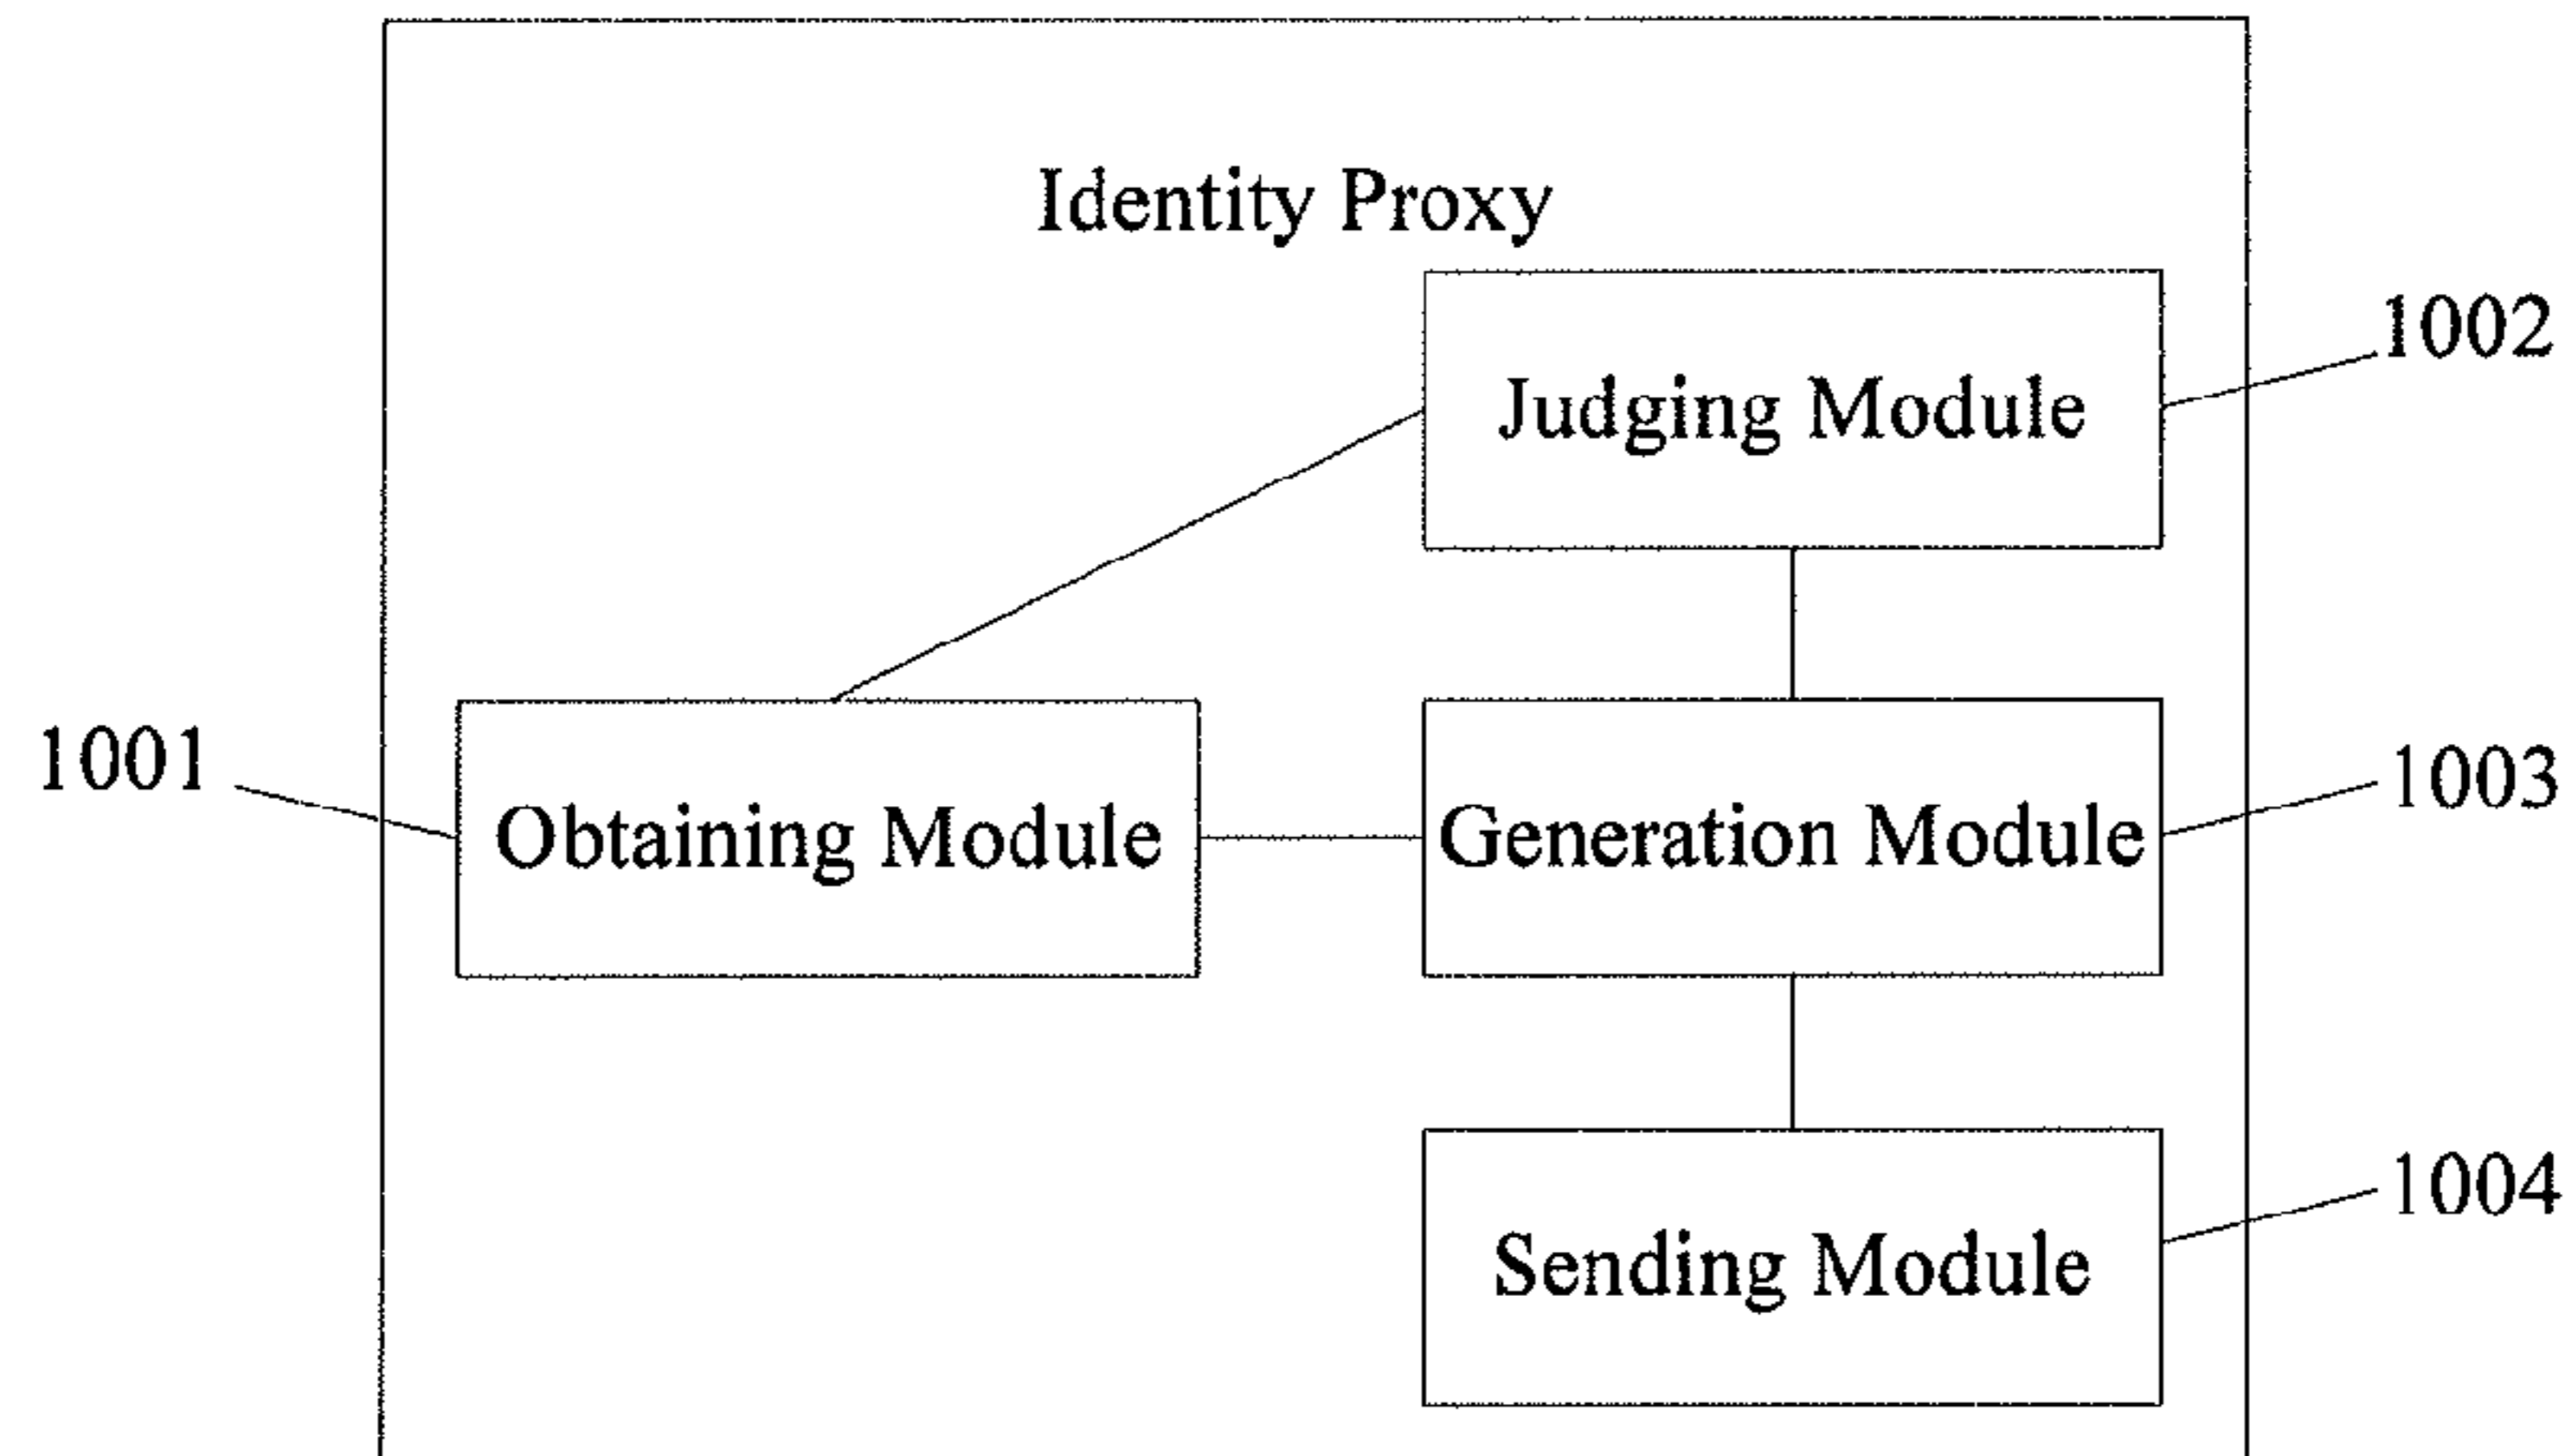 Identity Proxy
1002
Judging Module
1001
Obtaining Module
Generation Module
1003
Sending Module
1004